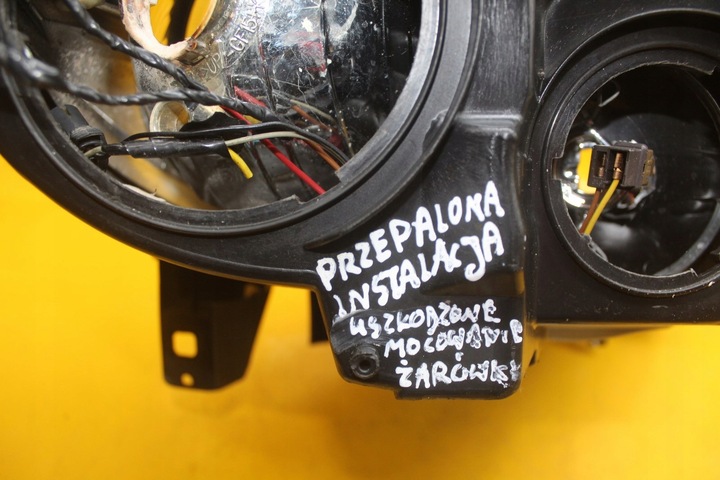 PRZEPALONA
INSTALACJA
USZKODZONE
MOCOWANIE
ŻARÓWKI